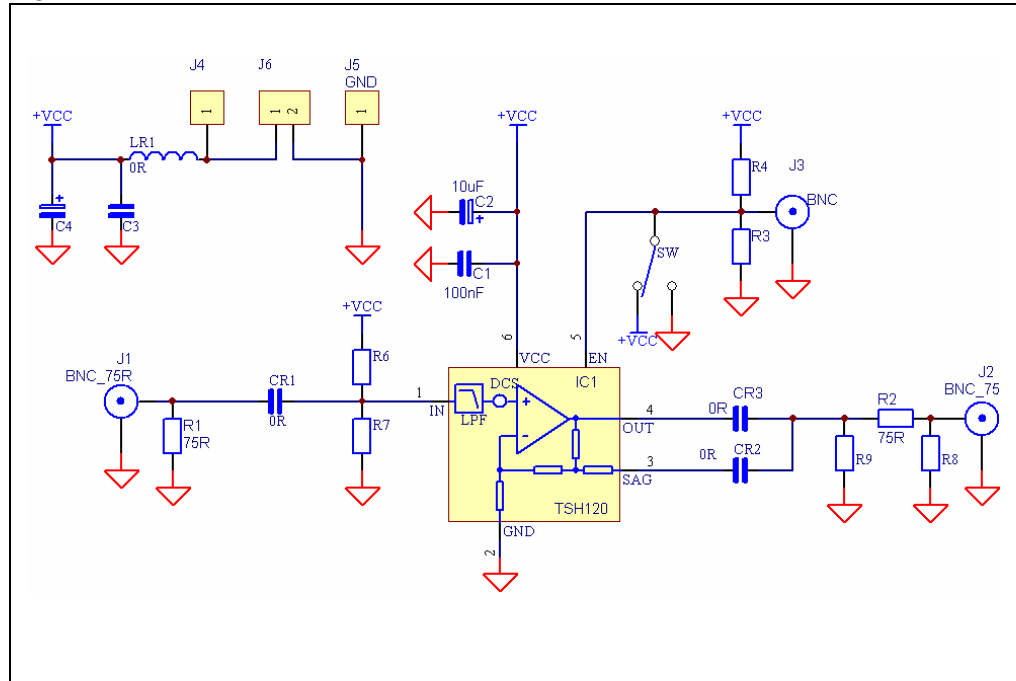 J4
J6
J5
GND
1
1 2
1
+VCC
LR1
0R
C4
C3
+
+VCC
10uF
C2
+
C1
100nF
+VCC
R4
J3
BNC
R3
SW
+VCC
6
5
VCC
EN
IC1
+VCC
J1
BNC_75R
CR1
0R
R6
R7
R1
75R
1
IN
LPF
DCS
+
-
4
OUT
3
SAG
TSH120
GND
2
0R
CR3
0R
CR2
R9
R2
75R
R8
J2
BNC_75